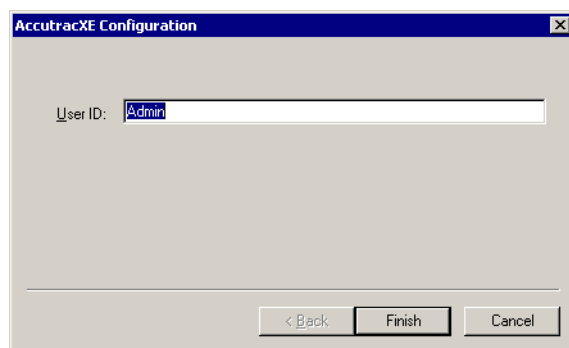 AccutracXE Configuration
User ID: Admin
< Back Finish Cancel